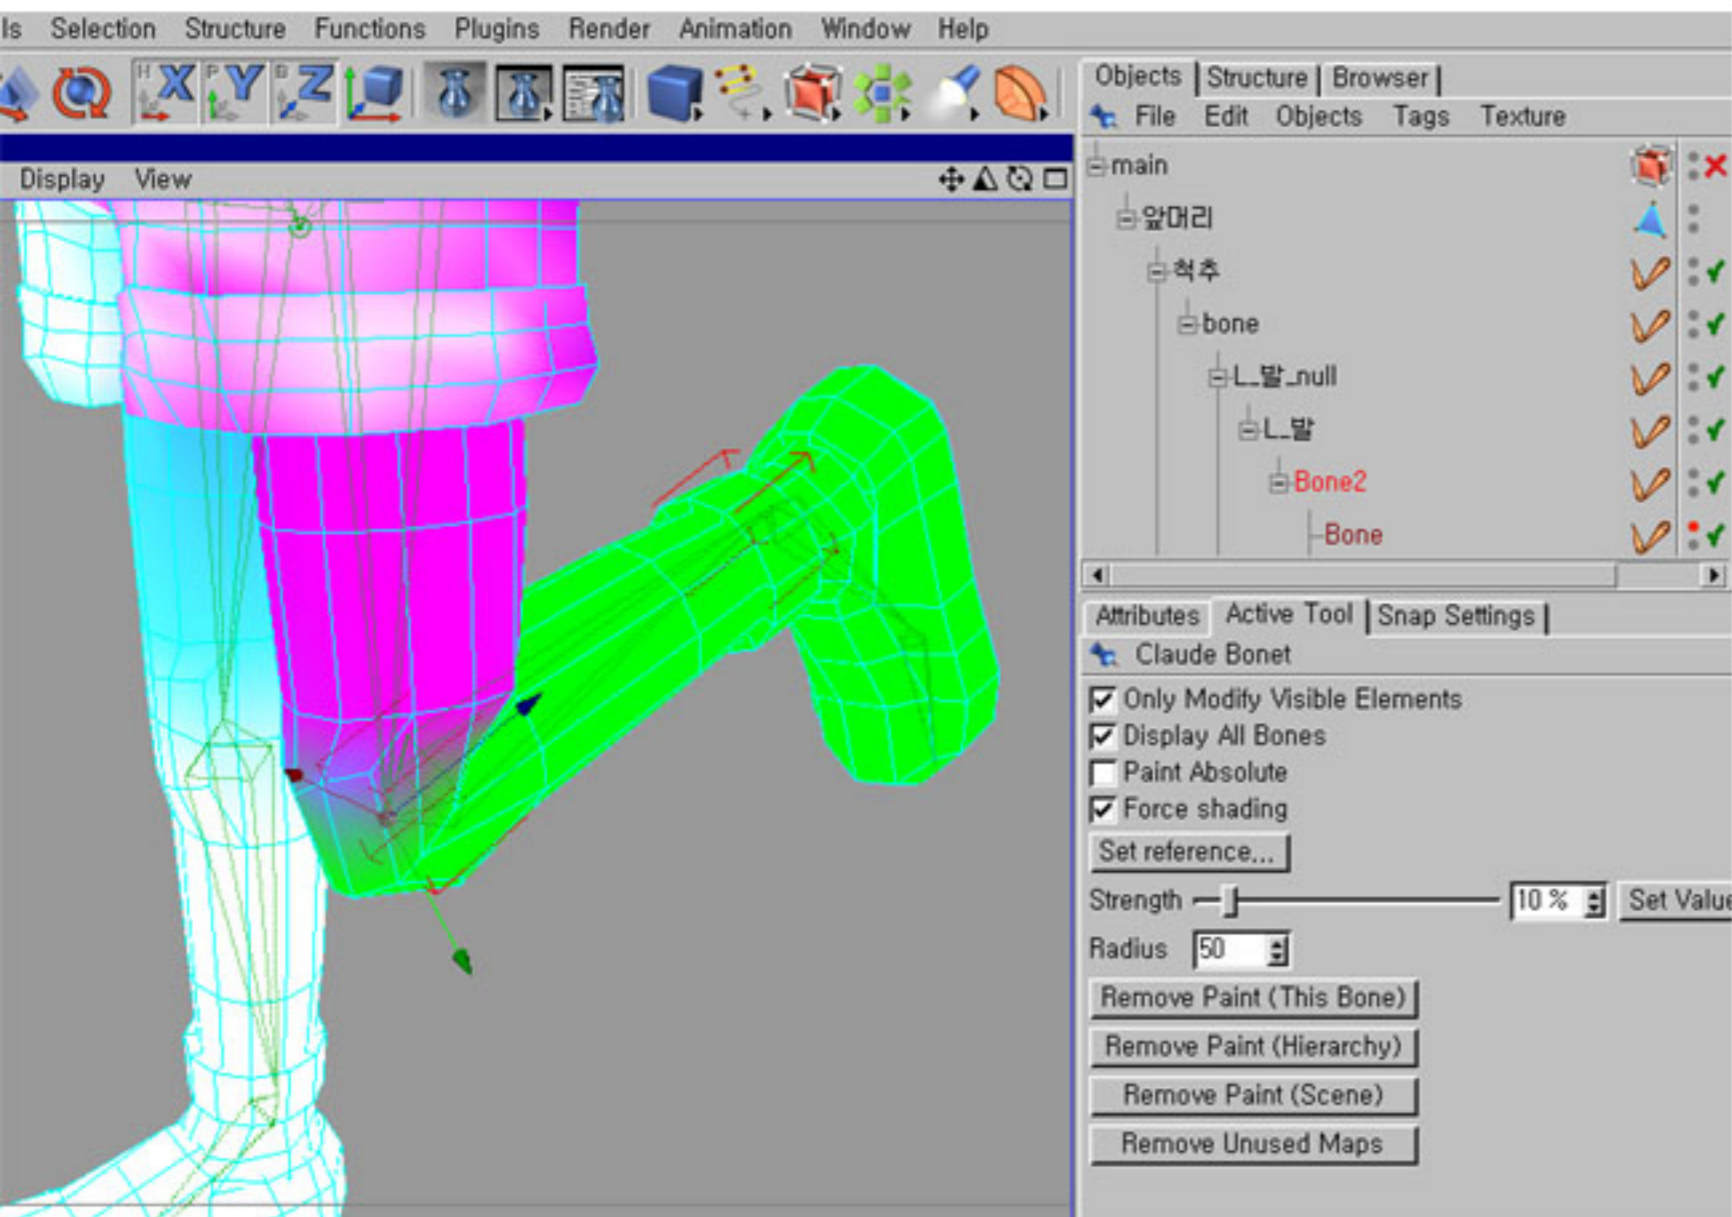 ls Selection Structure Functions Plugins Render Animation Window Help
H X P Y B Z
Objects Structure Browser
File Edit Objects Tags Texture
Display View
main
앞머리
척추
bone
L_발_null
L_발
Bone2
Bone
Attributes Active Tool Snap Settings
Claude Bonet
Only Modify Visible Elements
Display All Bones
Paint Absolute
Force shading
Set reference...
Strength 10 % Set Value
Radius 50
Remove Paint (This Bone)
Remove Paint (Hierarchy)
Remove Paint (Scene)
Remove Unused Maps